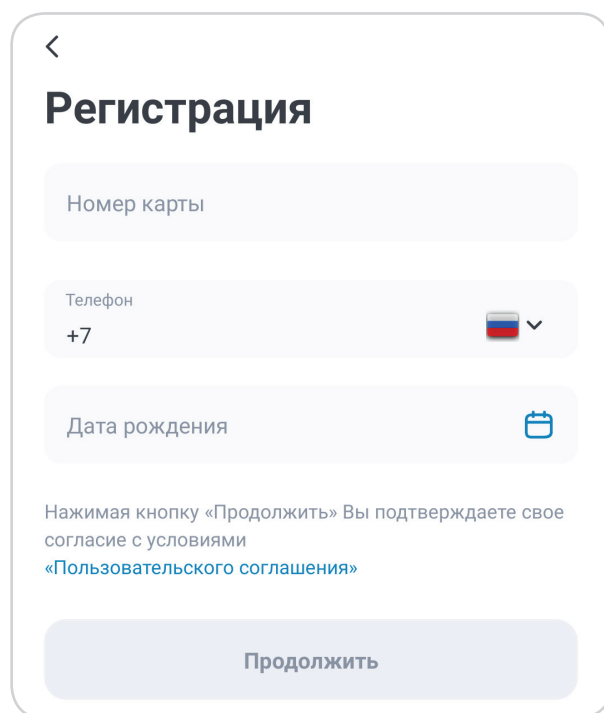 Регистрация
Номер карты
Телефон
+7
Дата рождения
Нажимая кнопку «Продолжить» Вы подтверждаете свое
согласие с условиями
«Пользовательского соглашения»
Продолжить